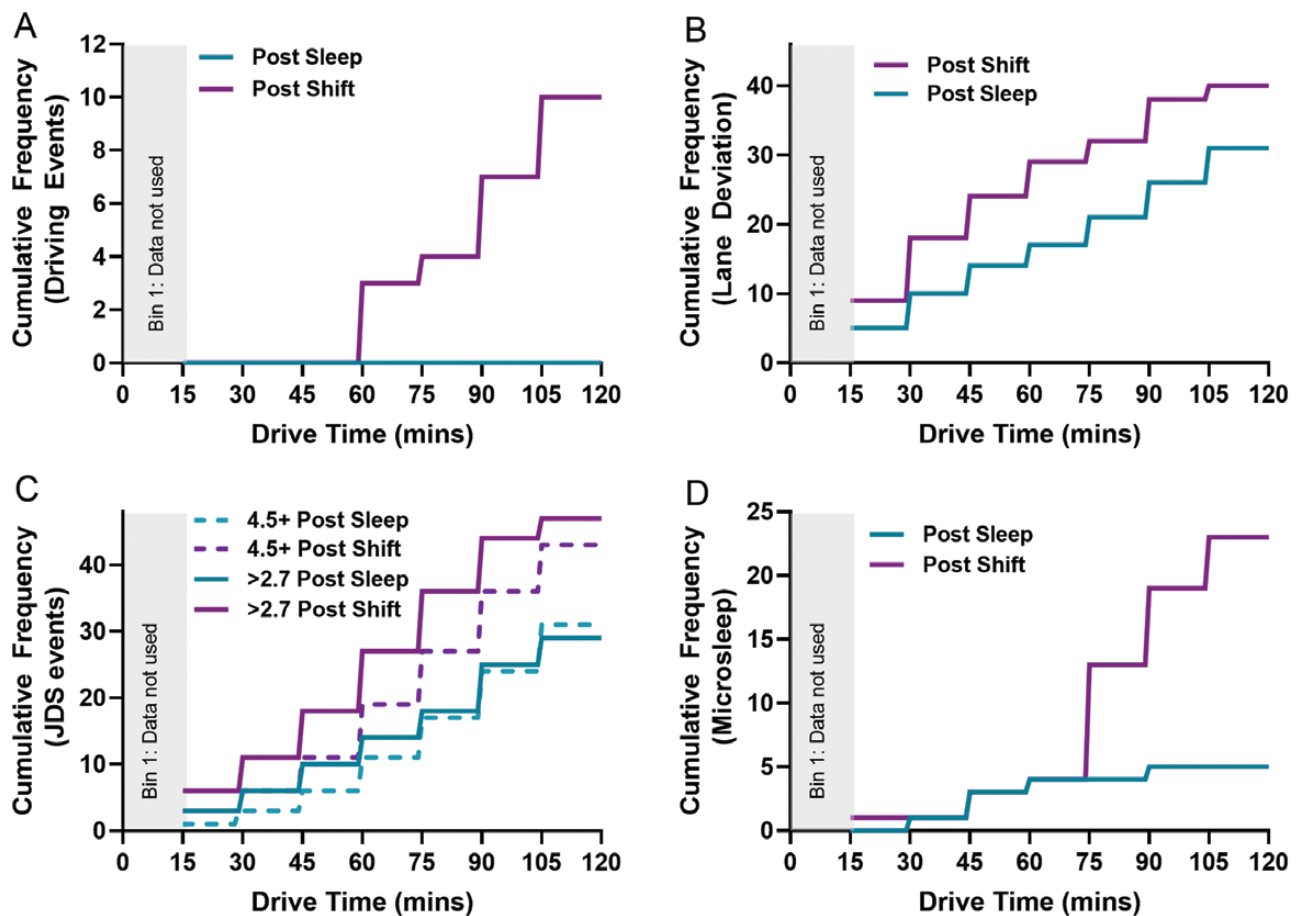 A
Cumulative Frequency
(Driving Events)
12
10
8
6
4
2
0
Bin 1: Data not used
Post Sleep
Post Shift
0 15 30 45 60 75 90 105 120
Drive Time (mins)
B
Cumulative Frequency
(Lane Deviation)
40
30
20
10
0
Bin 1: Data not used
Post Shift
Post Sleep
0 15 30 45 60 75 90 105 120
Drive Time (mins)
C
Cumulative Frequency
(JDS events)
40
30
20
10
0
Bin 1: Data not used
4.5+ Post Sleep
4.5+ Post Shift
>2.7 Post Sleep
>2.7 Post Shift
0 15 30 45 60 75 90 105 120
Drive Time (mins)
D
Cumulative Frequency
(Microsleep)
25
20
15
10
5
0
Bin 1: Data not used
Post Sleep
Post Shift
0 15 30 45 60 75 90 105 120
Drive Time (mins)